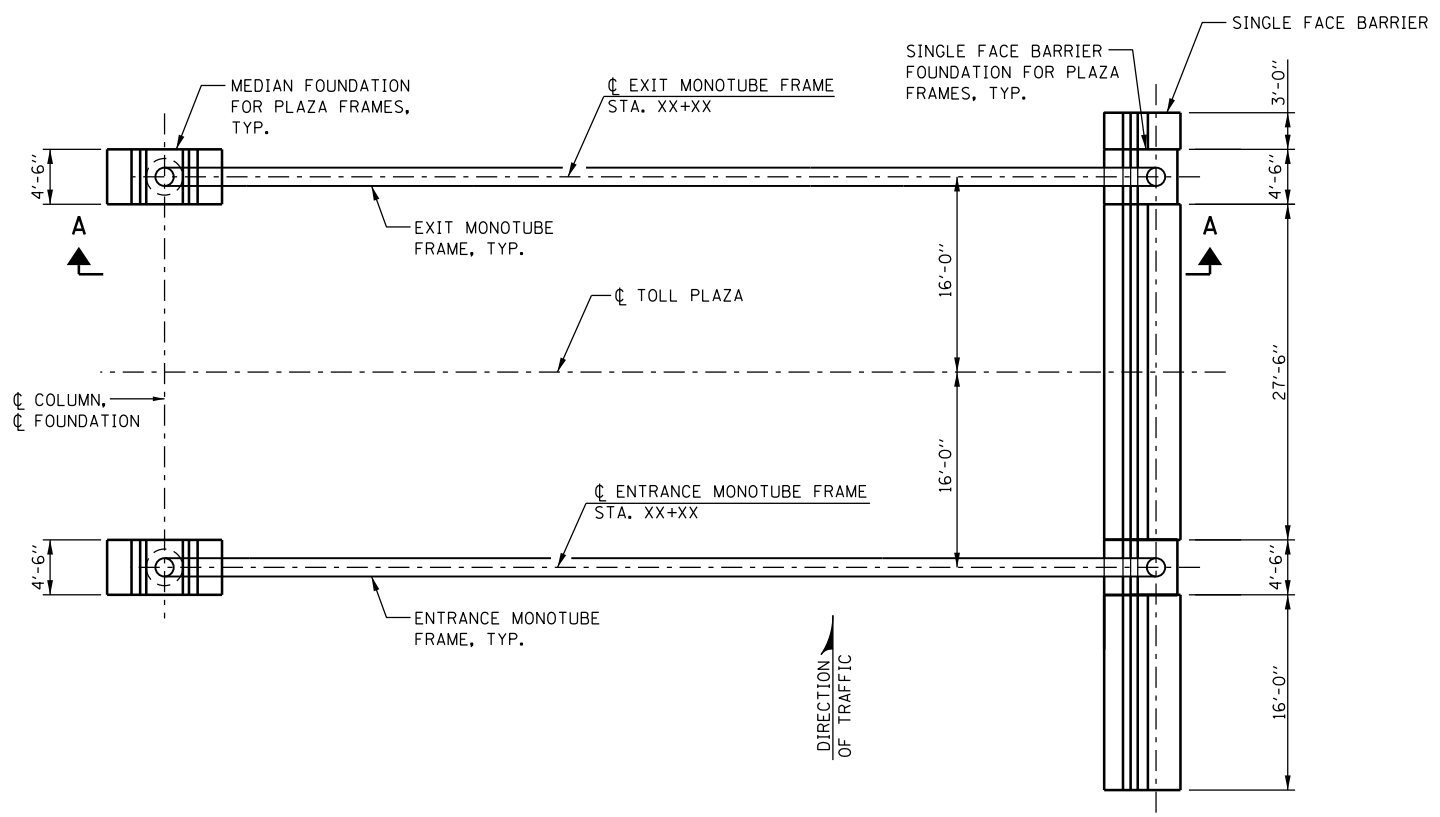 SINGLE FACE BARRIER
SINGLE FACE BARRIER
FOUNDATION FOR PLAZA
FRAMES, TYP.
MEDIAN FOUNDATION
FOR PLAZA FRAMES,
TYP.
℄ EXIT MONOTUBE FRAME
STA. XX+XX
3'-0"
4'-6"
4'-6"
A
A
EXIT MONOTUBE
FRAME, TYP.
16'-0"
℄ TOLL PLAZA
27'-6"
℄ COLUMN,
℄ FOUNDATION
16'-0"
℄ ENTRANCE MONOTUBE FRAME
STA. XX+XX
4'-6"
4'-6"
ENTRANCE MONOTUBE
FRAME, TYP.
DIRECTION
OF TRAFFIC
16'-0"